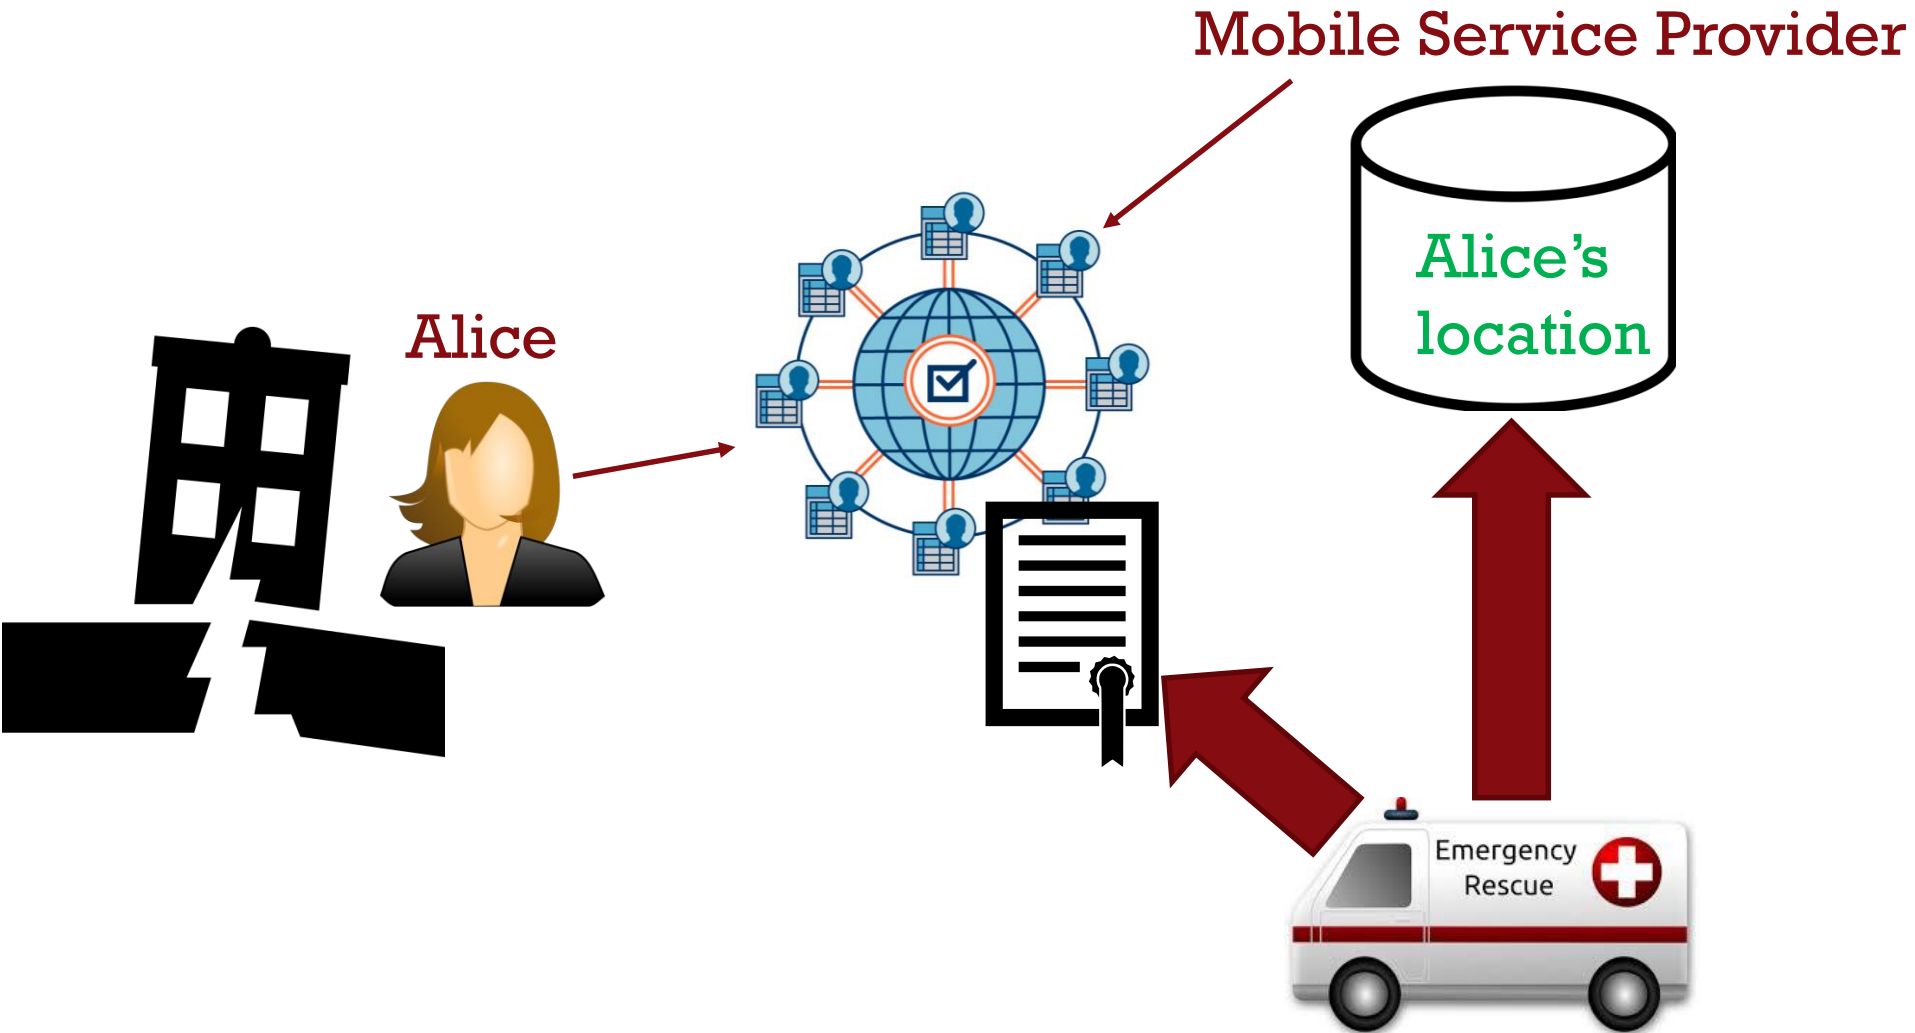 Mobile Service Provider
Alice
Alice’s
location
Emergency
Rescue